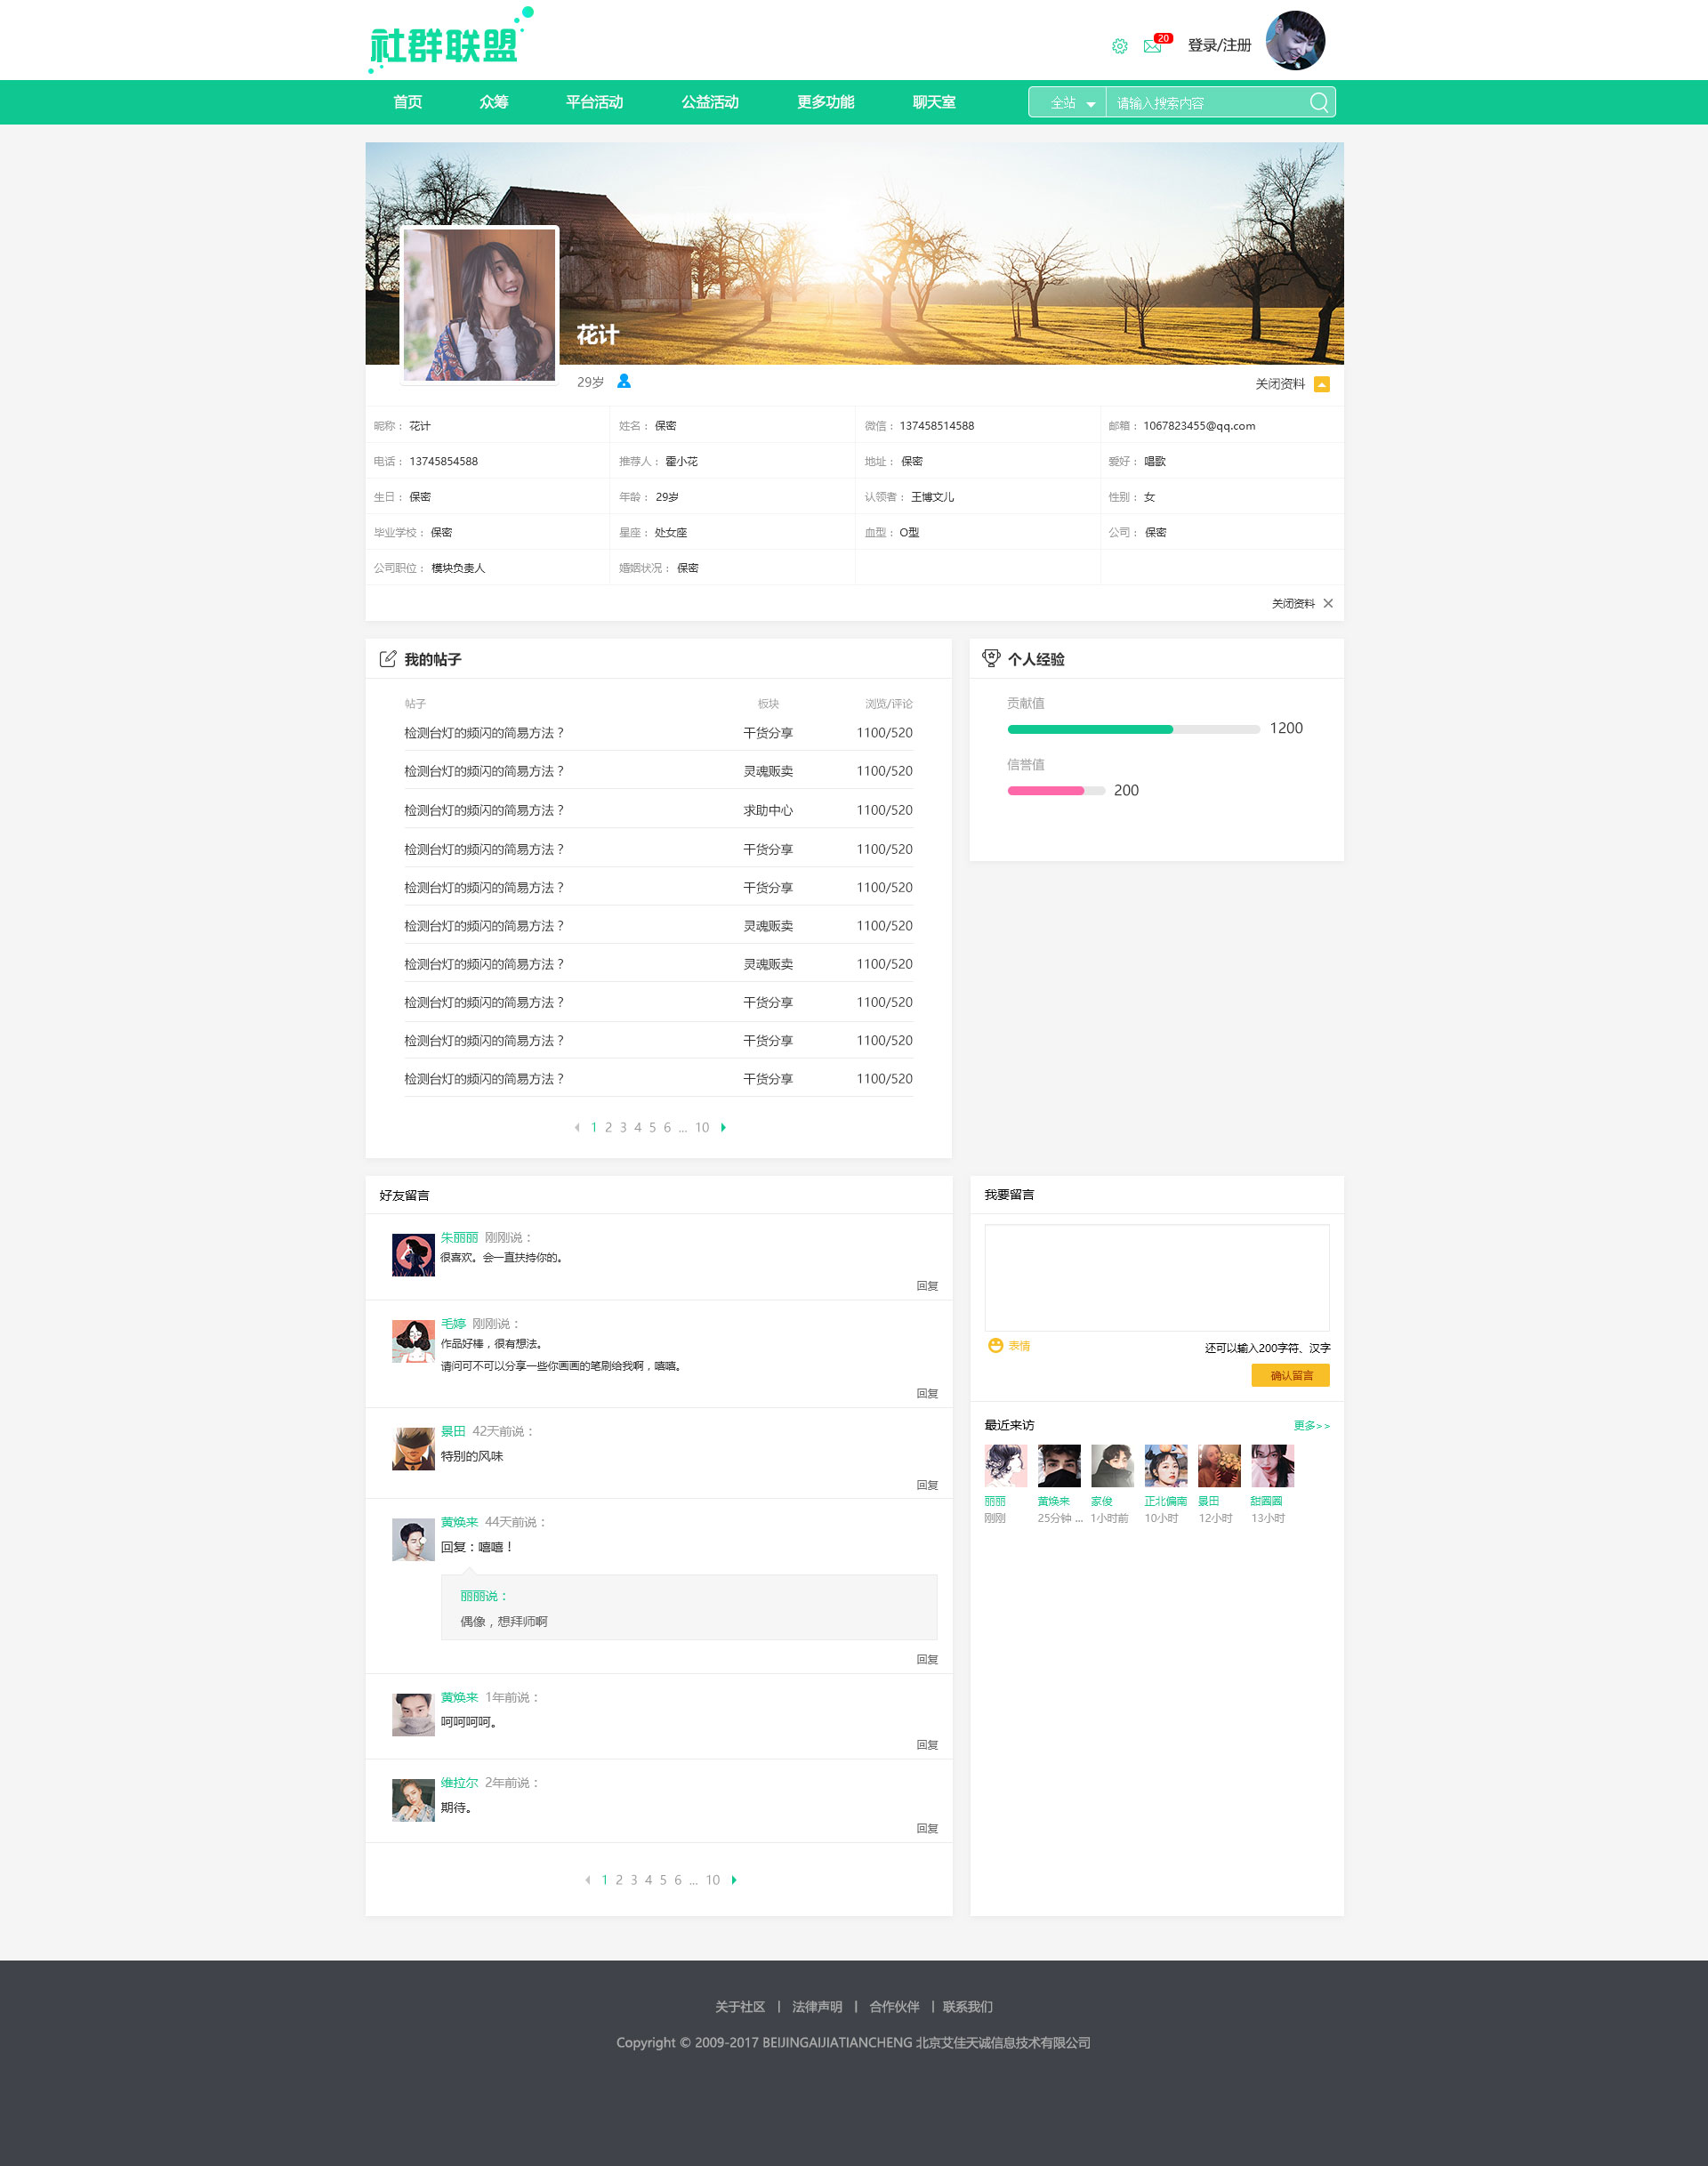 社群联盟
20
登录/注册
首页 众筹 平台活动 公益活动 更多功能 聊天室 全站 请输入搜索内容
花计
29岁
关闭资料
昵称： 花计 姓名： 保密 微信： 137458514588 邮箱： 1067823455@qq.com
电话： 13745854588 推荐人： 霍小花 地址： 保密 爱好： 唱歌
生日： 保密 年龄： 29岁 认领者： 王博文儿 性别： 女
毕业学校： 保密 星座： 处女座 血型： O型 公司： 保密
公司职位： 模块负责人 婚姻状况： 保密
关闭资料
我的帖子
帖子 板块 浏览/评论
检测台灯的频闪的简易方法？ 干货分享 1100/520
检测台灯的频闪的简易方法？ 灵魂贩卖 1100/520
检测台灯的频闪的简易方法？ 求助中心 1100/520
检测台灯的频闪的简易方法？ 干货分享 1100/520
检测台灯的频闪的简易方法？ 干货分享 1100/520
检测台灯的频闪的简易方法？ 灵魂贩卖 1100/520
检测台灯的频闪的简易方法？ 灵魂贩卖 1100/520
检测台灯的频闪的简易方法？ 干货分享 1100/520
检测台灯的频闪的简易方法？ 干货分享 1100/520
检测台灯的频闪的简易方法？ 干货分享 1100/520
1 2 3 4 5 6 ... 10
个人经验
贡献值
1200
信誉值
200
好友留言
朱丽丽 刚刚说：
很喜欢。会一直扶持你的。
回复
毛婷 刚刚说：
作品好棒，很有想法。
请问可不可以分享一些你画画的笔刷给我啊，嘻嘻。
回复
景田 42天前说：
特别的风味
回复
黄焕来 44天前说：
回复：嘻嘻！
丽丽说：
偶像，想拜师啊
回复
黄焕来 1年前说：
呵呵呵呵。
回复
维拉尔 2年前说：
期待。
回复
1 2 3 4 5 6 ... 10
我要留言
表情 还可以输入200字符、汉字
确认留言
最近来访 更多>>
丽丽 黄焕来 家俊 正北偏南 景田 甜圆圆
刚刚 25分钟 ... 1小时前 10小时 12小时 13小时
关于社区 | 法律声明 | 合作伙伴 | 联系我们
Copyright © 2009-2017 BEIJINGAIJIATIANCHENG 北京艾佳天诚信息技术有限公司